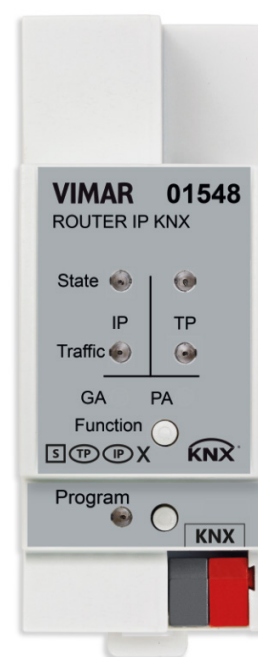 VIMAR 01548
ROUTER IP KNX
State
IP TP
Traffic
GA PA
Function
S TP IP X KNX
Program
KNX